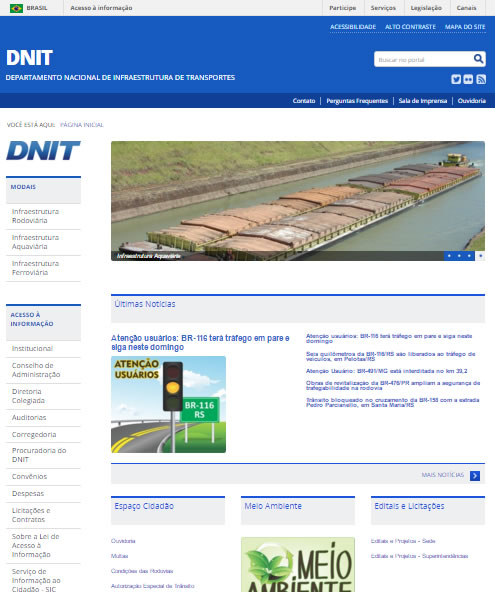 BRASIL
Acesso à informação
Participe
Serviços
Legislação
Canais
ACESSIBILIDADE
ALTO CONTRASTE
MAPA DO SITE
DNIT
DEPARTAMENTO NACIONAL DE INFRAESTRUTURA DE TRANSPORTES
Buscar no portal
Contato
Perguntas Frequentes
Sala de Imprensa
Ouvidoria
VOCÊ ESTÁ AQUI: PÁGINA INICIAL
DNIT
MODAIS
Infraestrutura
Rodoviária
Infraestrutura
Aquaviária
Infraestrutura
Ferroviária
ACESSO À
INFORMAÇÃO
Institucional
Conselho de
Administração
Diretoria
Colegiada
Auditorias
Corregedoria
Procuradoria do
DNIT
Convênios
Despesas
Licitações e
Contratos
Sobre a Lei de
Acesso à
Informação
Serviço de
Informação ao
Cidadão - SIC
Infraestrutura Aquaviária
Últimas Notícias
Atenção usuários: BR-116 terá tráfego em pare e
siga neste domingo
ATENÇÃO
USUÁRIOS
BR-116
RS
Atenção usuários: BR-116 terá tráfego em pare e siga neste
domingo
Seis quilômetros da BR-116/RS são liberados ao tráfego de
veículos, em Pelotas/RS
Atenção Usuário: BR-491/MG está interditada no km 39,2
Obras de revitalização da BR-476/PR ampliam a segurança de
trafegabilidade na rodovia
Trânsito bloqueado no cruzamento da BR-158 com a estrada
Pedro Parcianello, em Santa Maria/RS
MAIS NOTÍCIAS
Espaço Cidadão
Ouvidoria
Multas
Condições das Rodovias
Autorização Especial de Trânsito
Meio Ambiente
MEIO
AMBIENTE
Editais e Licitações
Editais e Projetos - Sede
Editais e Projetos - Superintendências